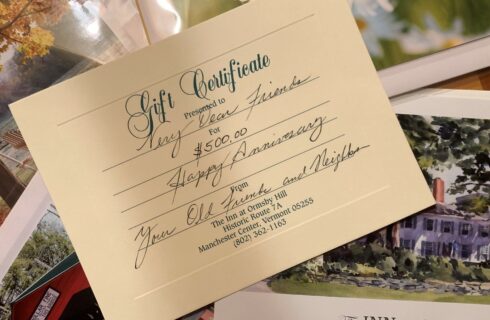 Gift Certificate
Presented to
Very Dear Friends
For
$500.00
Happy Anniversary
From
Your Old Friends and Neighbors
The Inn at Ormsby Hill
Historic Route 7A
Manchester Center, Vermont 05255
(802) 362-1163
INN